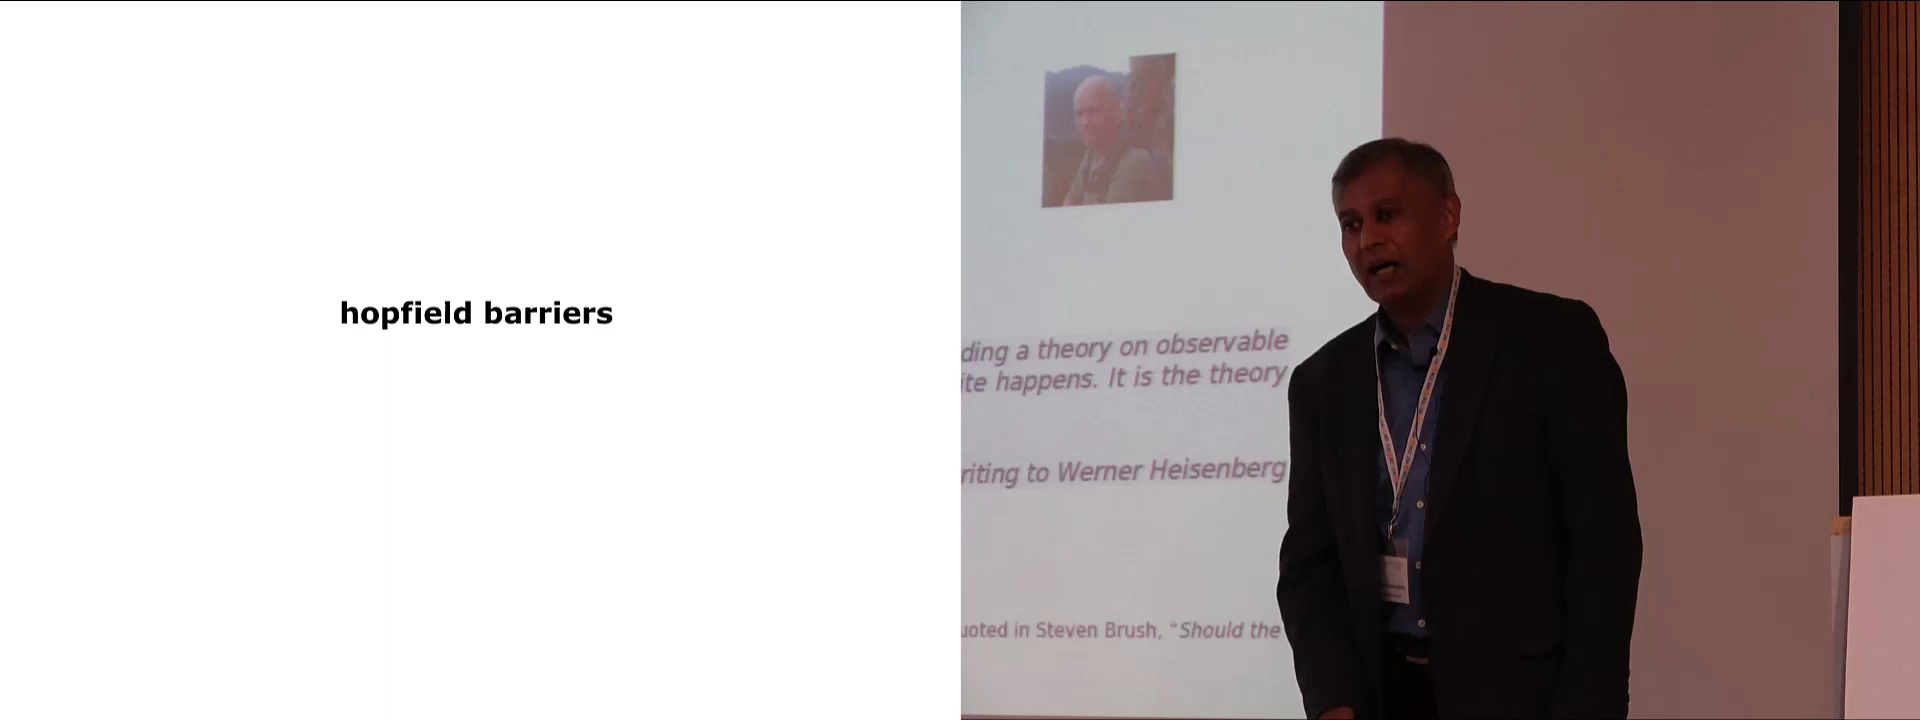 hopfield barriers
ding a theory on observable
ite happens. It is the theory
riting to Werner Heisenberg
uoted in Steven Brush, "Should the